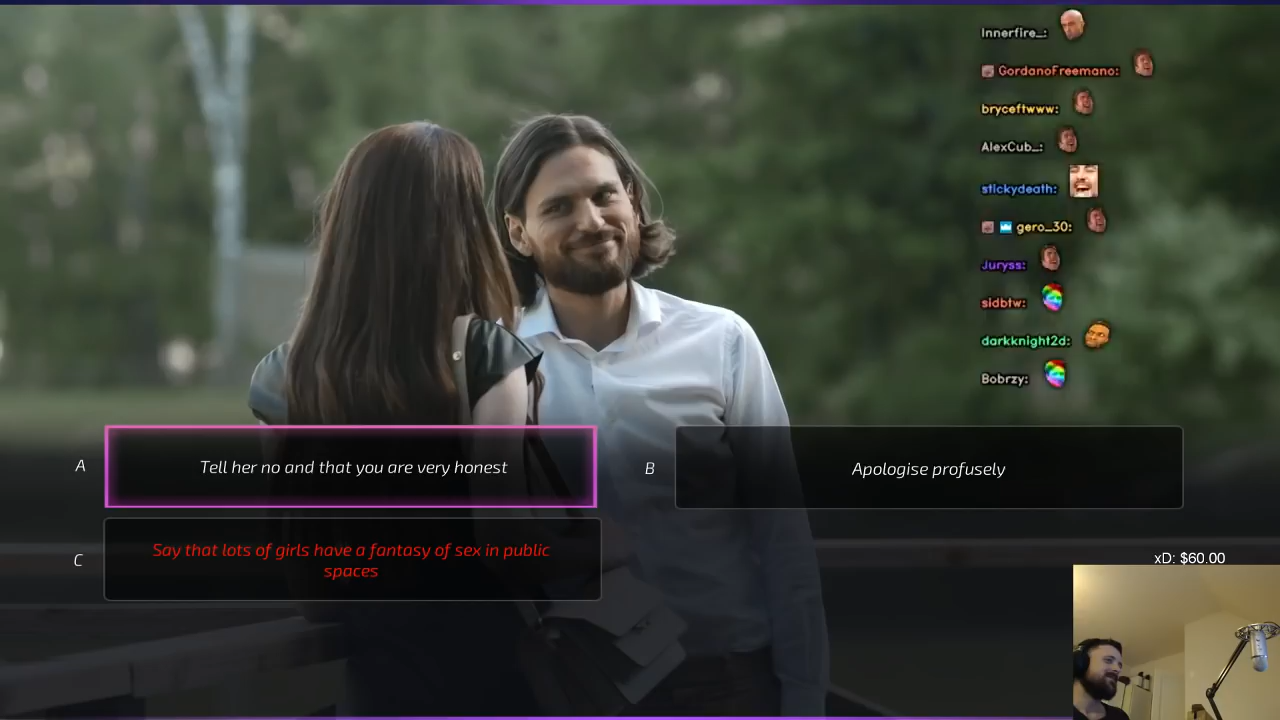 Innerfire_:
GordanoFreemano:
bryceftwww:
AlexCub_:
stickydeath:
gero_30:
Juryss:
sidbtw:
darkknight2d:
Bobrzy:
A
Tell her no and that you are very honest
B
Apologise profusely
C
Say that lots of girls have a fantasy of sex in public
spaces
xD: $60.00